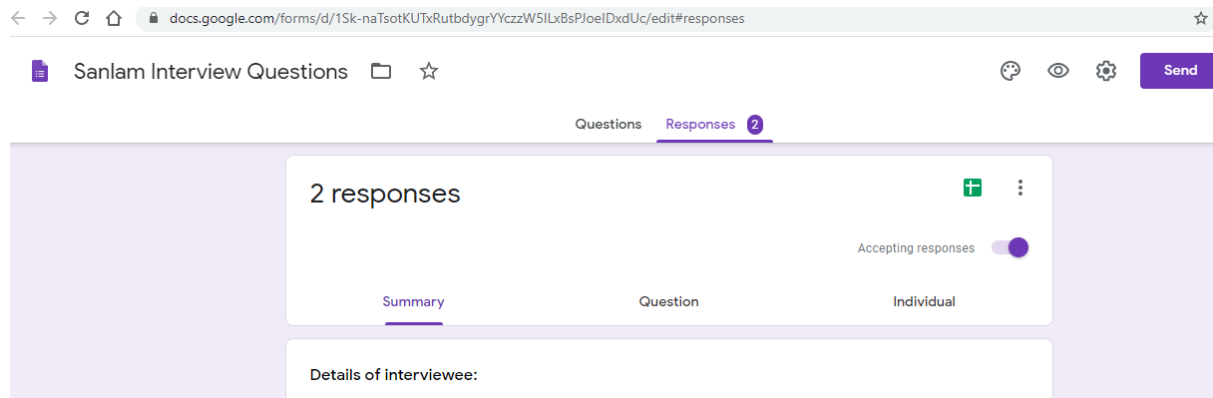 docs.google.com/forms/d/1Sk-naTsotKUTxRutbdygrYYczzW5ILxBsPJoeIDxdUc/edit#responses
Sanlam Interview Questions
Send
Questions Responses 2
2 responses
Accepting responses
Summary Question Individual
Details of interviewee: